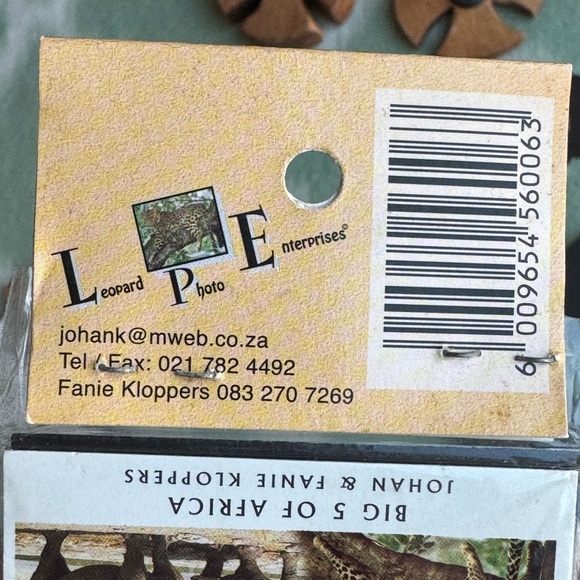 Leopard Photo Enterprises©
johank@mweb.co.za
Tel / Fax: 021 782 4492
Fanie Kloppers 083 270 7269
6 009654 560063
BIG 5 OF AFRICA
JOHAN & FANIE KLOPPERS